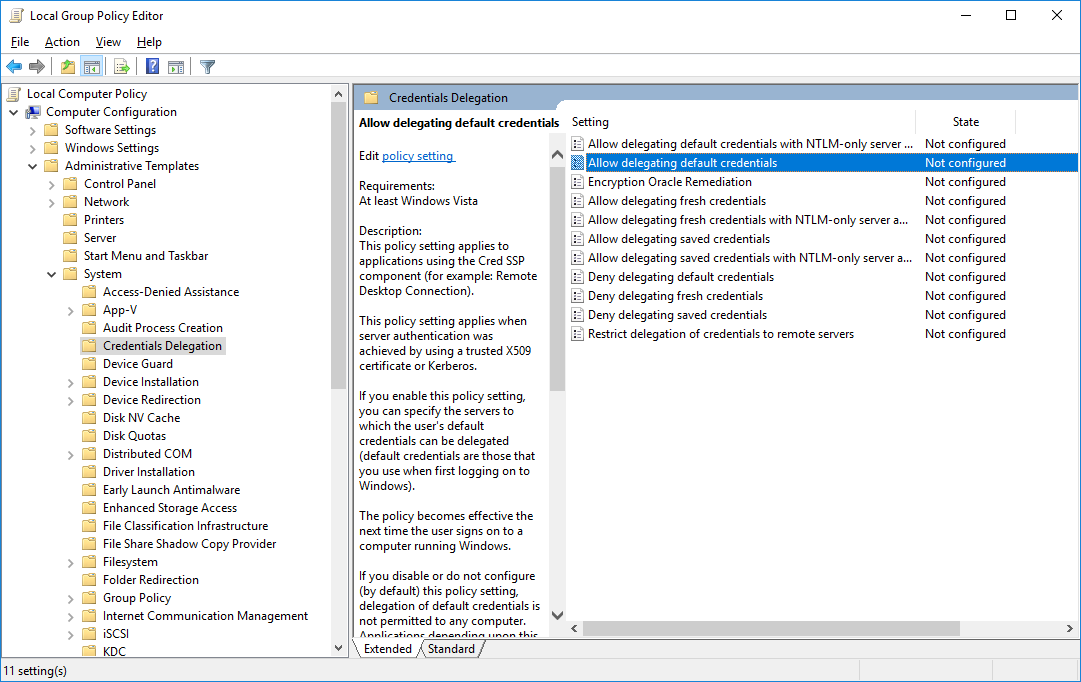 Local Group Policy Editor
File Action View Help
Local Computer Policy
Computer Configuration
Software Settings
Windows Settings
Administrative Templates
Control Panel
Network
Printers
Server
Start Menu and Taskbar
System
Access-Denied Assistance
App-V
Audit Process Creation
Credentials Delegation
Device Guard
Device Installation
Device Redirection
Disk NV Cache
Disk Quotas
Distributed COM
Driver Installation
Early Launch Antimalware
Enhanced Storage Access
File Classification Infrastructure
File Share Shadow Copy Provider
Filesystem
Folder Redirection
Group Policy
Internet Communication Management
iSCSI
KDC
Credentials Delegation
Allow delegating default credentials
Edit policy setting
Requirements:
At least Windows Vista
Description:
This policy setting applies to
applications using the Cred SSP
component (for example: Remote
Desktop Connection).
This policy setting applies when
server authentication was
achieved by using a trusted X509
certificate or Kerberos.
If you enable this policy setting,
you can specify the servers to
which the user's default
credentials can be delegated
(default credentials are those that
you use when first logging on to
Windows).
The policy becomes effective the
next time the user signs on to a
computer running Windows.
If you disable or do not configure
(by default) this policy setting,
delegation of default credentials is
not permitted to any computer.
Applications depending upon this
Setting State
Allow delegating default credentials with NTLM-only server ... Not configured
Allow delegating default credentials Not configured
Encryption Oracle Remediation Not configured
Allow delegating fresh credentials Not configured
Allow delegating fresh credentials with NTLM-only server a... Not configured
Allow delegating saved credentials Not configured
Allow delegating saved credentials with NTLM-only server a... Not configured
Deny delegating default credentials Not configured
Deny delegating fresh credentials Not configured
Deny delegating saved credentials Not configured
Restrict delegation of credentials to remote servers Not configured
Extended Standard
11 setting(s)